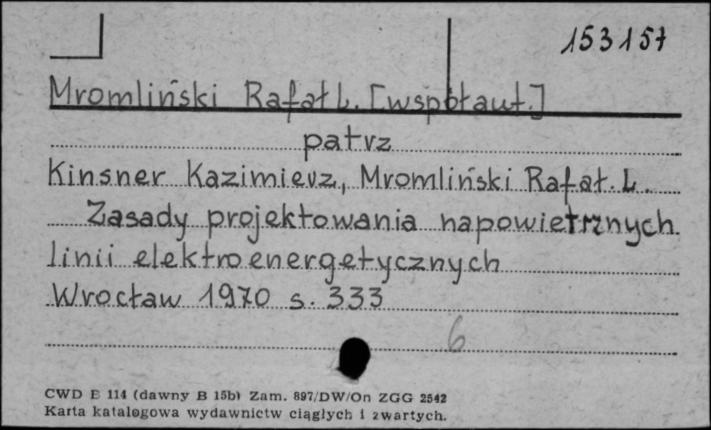 153157
Mromliński Rafał L. [współaut.]
patrz
Kinsner Kazimierz, Mromliński Rafał. L.
Zasady projektowania napowietrznych
linii elektroenergetycznych
Wrocław 1970 s. 333
6
CWD E 114 (dawny B 15b) Zam. 897/DW/On ZGG 2542
Karta katalogowa wydawnictw ciągłych i zwartych.